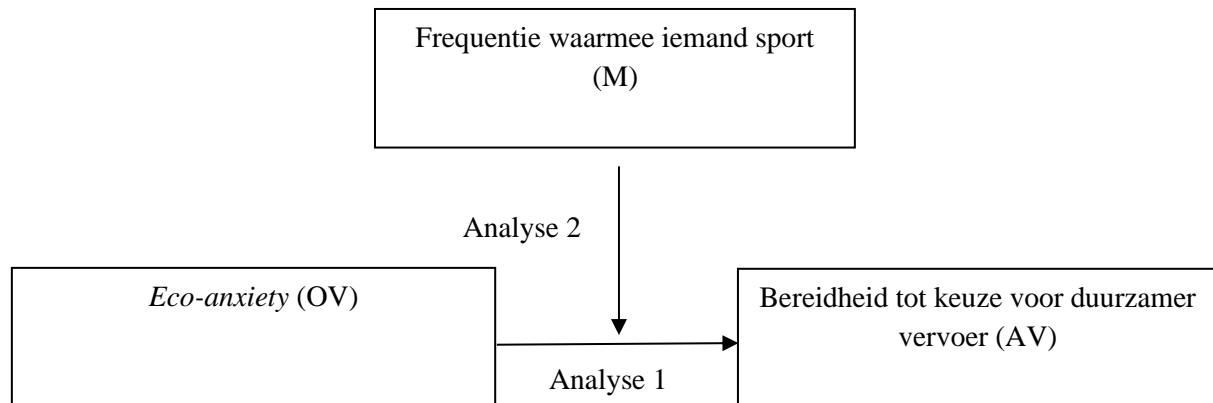 Frequentie waarmee iemand sport
(M)
Analyse 2
Eco-anxiety (OV)
Bereidheid tot keuze voor duurzamer
vervoer (AV)
Analyse 1